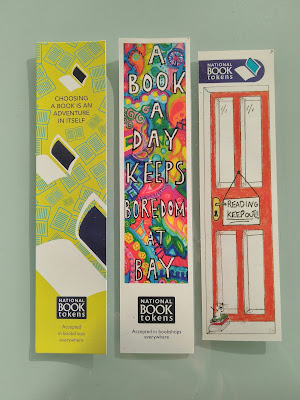 CHOOSING
A BOOK IS AN
ADVENTURE
IN ITSELF
NATIONAL
BOOK
tokens
Accepted
in bookshops
everywhere
A
BOOK
A
DAY
KEEPS
BOREDOM
AT
BAY
NATIONAL
BOOK
tokens
Accepted in bookshops
everywhere
NATIONAL
BOOK
tokens
READING
KEEP OUT!